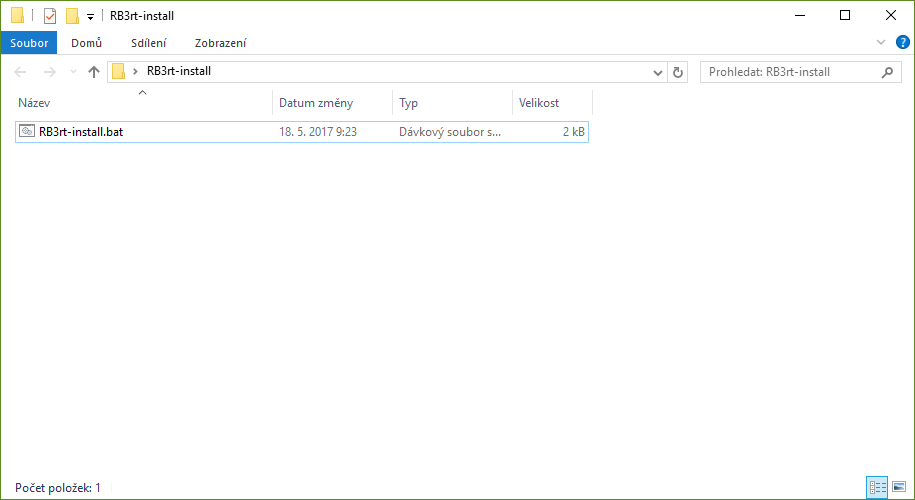 RB3rt-install
Soubor Domů Sdílení Zobrazení
RB3rt-install
Prohledat: RB3rt-install
Název Datum změny Typ Velikost
RB3rt-install.bat 18. 5. 2017 9:23 Dávkový soubor s... 2 kB
Počet položek: 1